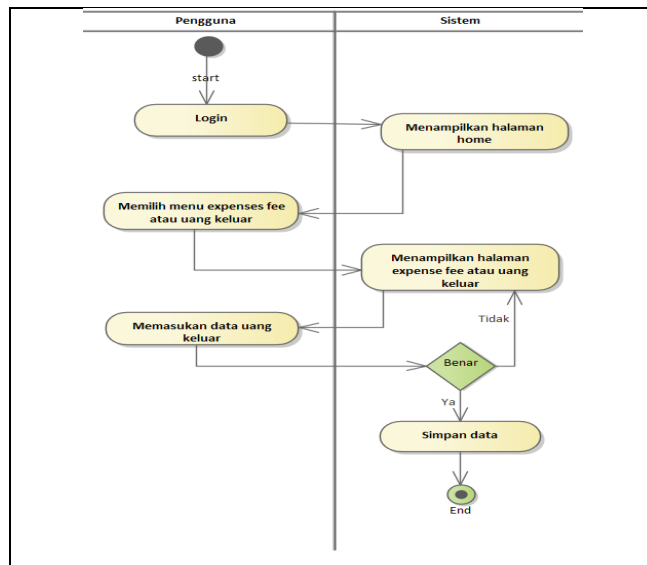 Pengguna
Sistem
start
Login
Menampilkan halaman
home
Memilih menu expenses fee
atau uang keluar
Menampilkan halaman
expense fee atau uang
keluar
Memasukan data uang
keluar
Tidak
Benar
Ya
Simpan data
End